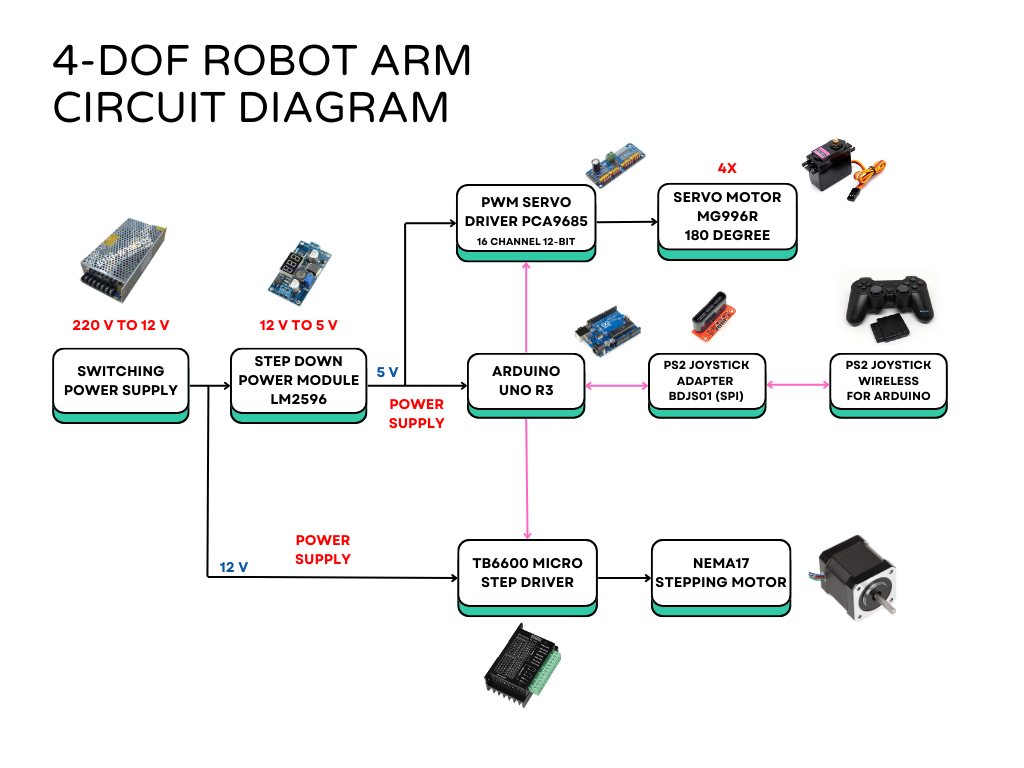 4-DOF ROBOT ARM
CIRCUIT DIAGRAM
4X
PWM SERVO
DRIVER PCA9685
16 CHANNEL 12-BIT
SERVO MOTOR
MG996R
180 DEGREE
220 V TO 12 V
12 V TO 5 V
SWITCHING
POWER SUPPLY
STEP DOWN
POWER MODULE
LM2596
5 V
POWER
SUPPLY
ARDUINO
UNO R3
PS2 JOYSTICK
ADAPTER
BDJS01 (SPI)
PS2 JOYSTICK
WIRELESS
FOR ARDUINO
POWER
SUPPLY
12 V
TB6600 MICRO
STEP DRIVER
NEMA17
STEPPING MOTOR